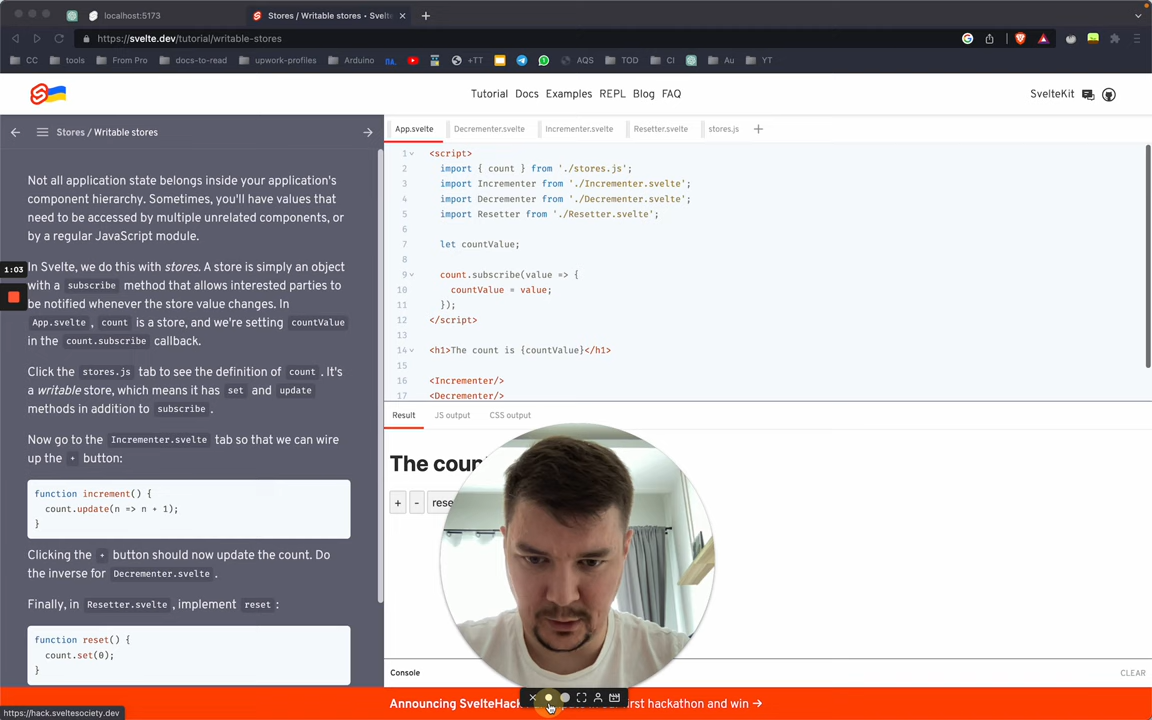 localhost:5173
Stores / Writable stores • Svelte
https://svelte.dev/tutorial/writable-stores
CC
tools
From Pro
docs-to-read
upwork-profiles
Arduino
+TT
AQS
TOD
CI
Au
YT
Tutorial Docs Examples REPL Blog FAQ
SvelteKit
Stores / Writable stores
App.svelte
Decrementer.svelte
Incrementer.svelte
Resetter.svelte
stores.js
Not all application state belongs inside your application's
component hierarchy. Sometimes, you'll have values that
need to be accessed by multiple unrelated components, or
by a regular JavaScript module.
In Svelte, we do this with stores. A store is simply an object
with a subscribe method that allows interested parties to
be notified whenever the store value changes. In
App.svelte, count is a store, and we're setting countValue
in the count.subscribe callback.
Click the stores.js tab to see the definition of count. It's
a writable store, which means it has set and update
methods in addition to subscribe.
Now go to the Incrementer.svelte tab so that we can wire
up the + button:
function increment() {
count.update(n => n + 1);
}
Clicking the + button should now update the count. Do
the inverse for Decrementer.svelte.
Finally, in Resetter.svelte, implement reset:
function reset() {
count.set(0);
}
1:03
1 <script>
2 import { count } from './stores.js';
3 import Incrementer from './Incrementer.svelte';
4 import Decrementer from './Decrementer.svelte';
5 import Resetter from './Resetter.svelte';
6
7 let countValue;
8
9 count.subscribe(value => {
10 countValue = value;
11 });
12 </script>
13
14 <h1>The count is {countValue}</h1>
15
16 <Incrementer/>
17 <Decrementer/>
Result
JS output
CSS output
The coun
+
-
rese
Console
CLEAR
Announcing SvelteHack irst hackathon and win →
https://hack.sveltesociety.dev